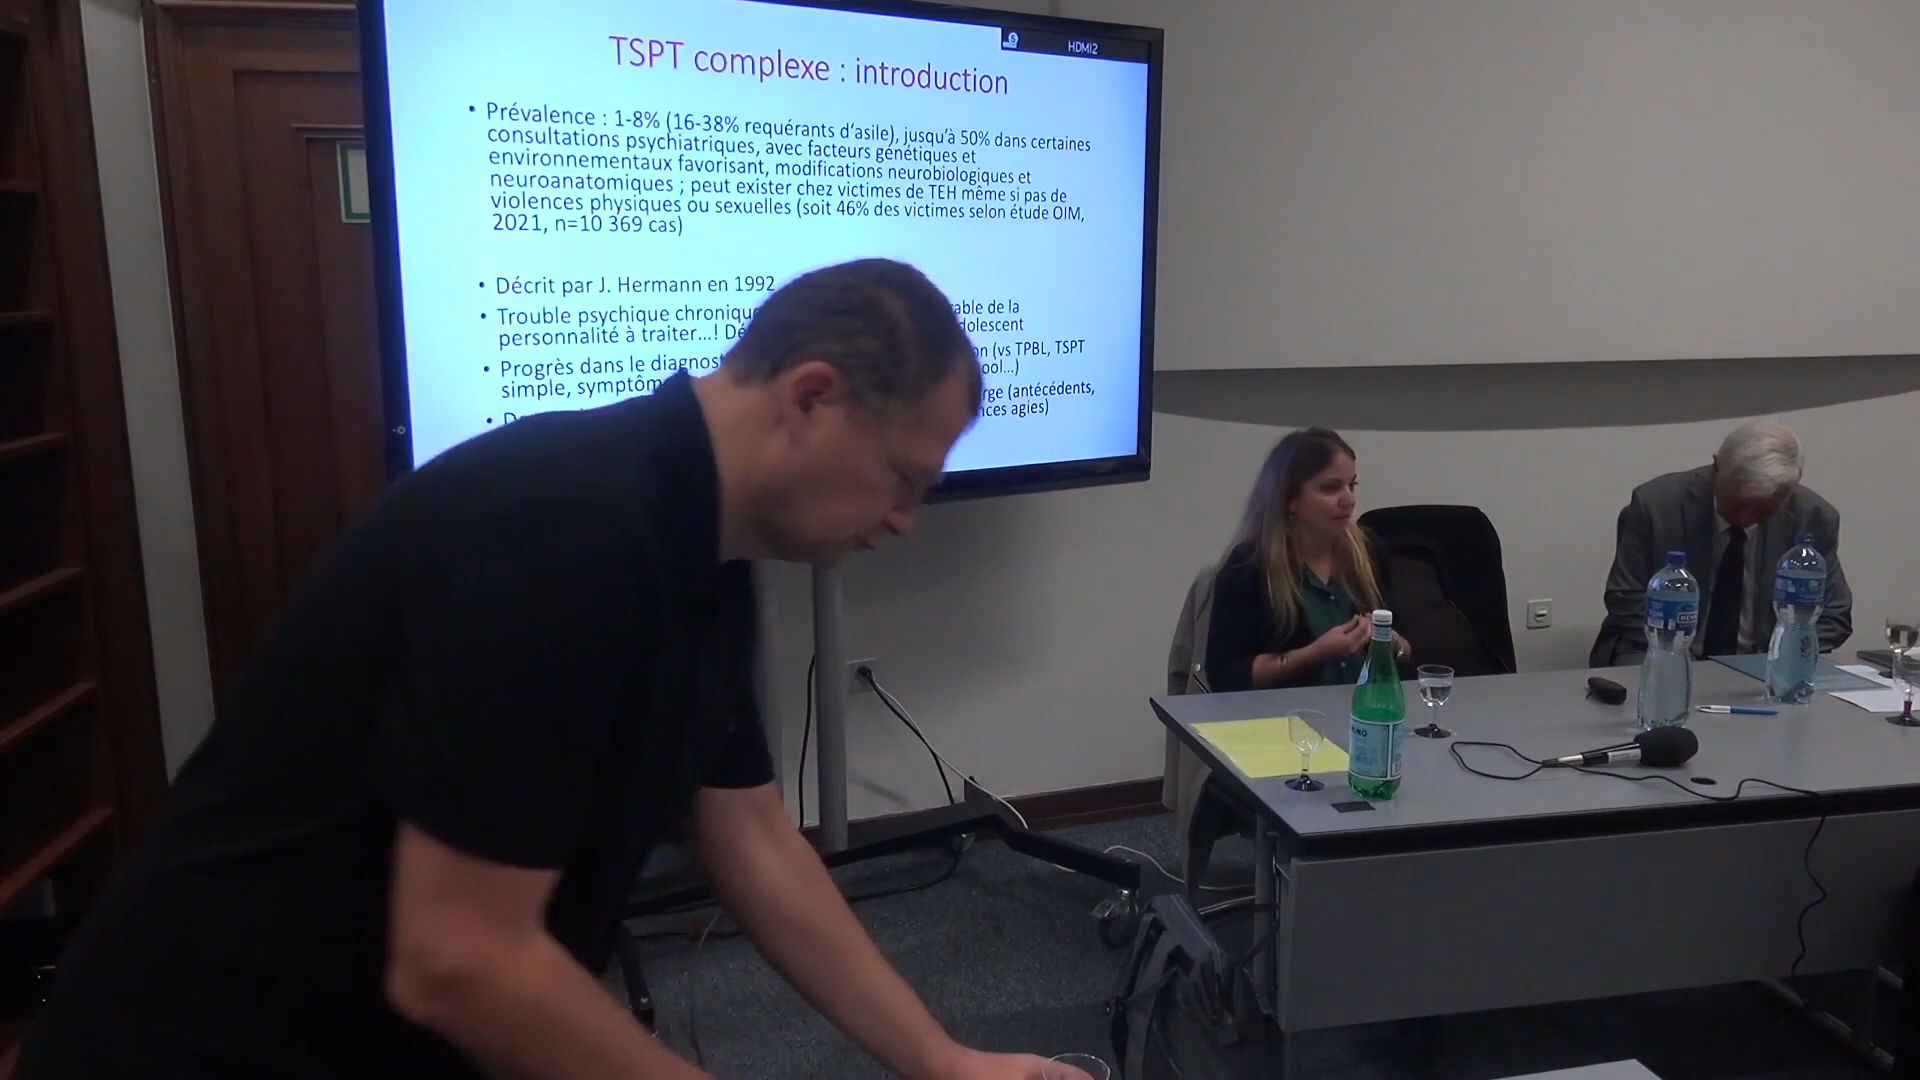 HDMI2
TSPT complexe : introduction
• Prévalence : 1-8% (16-38% requérants d'asile), jusqu'à 50% dans certaines
consultations psychiatriques, avec facteurs génétiques et
environnementaux favorisant, modifications neurobiologiques et
neuroanatomiques ; peut exister chez victimes de TEH même si pas de
violences physiques ou sexuelles (soit 46% des victimes selon étude OIM,
2021, n=10 369 cas)
• Décrit par J. Hermann en 1992
• Trouble psychique chroniqu able de la
personnalité à traiter...! Dé dolescent
• Progrès dans le diagnost on (vs TPBL, TSPT
simple, symptôm ool...)
• rge (antécédents,
nces agies)